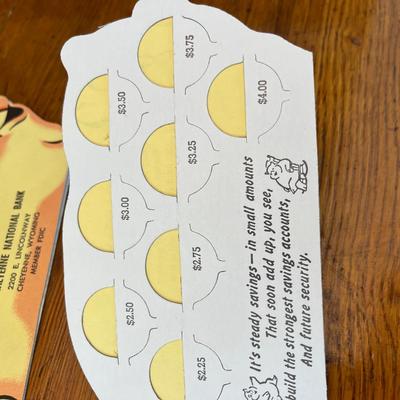 $3.75
$4.00
$3.50
$3.25
$3.00
$2.75
$2.50
$2.25
It's steady savings — in small amounts
That soon add up, you see,
build the strongest savings accounts,
And future security.
NATIONAL BANK
2200 E. LINCOLNWAY
CHEYENNE, WYOMING
MEMBER FDIC